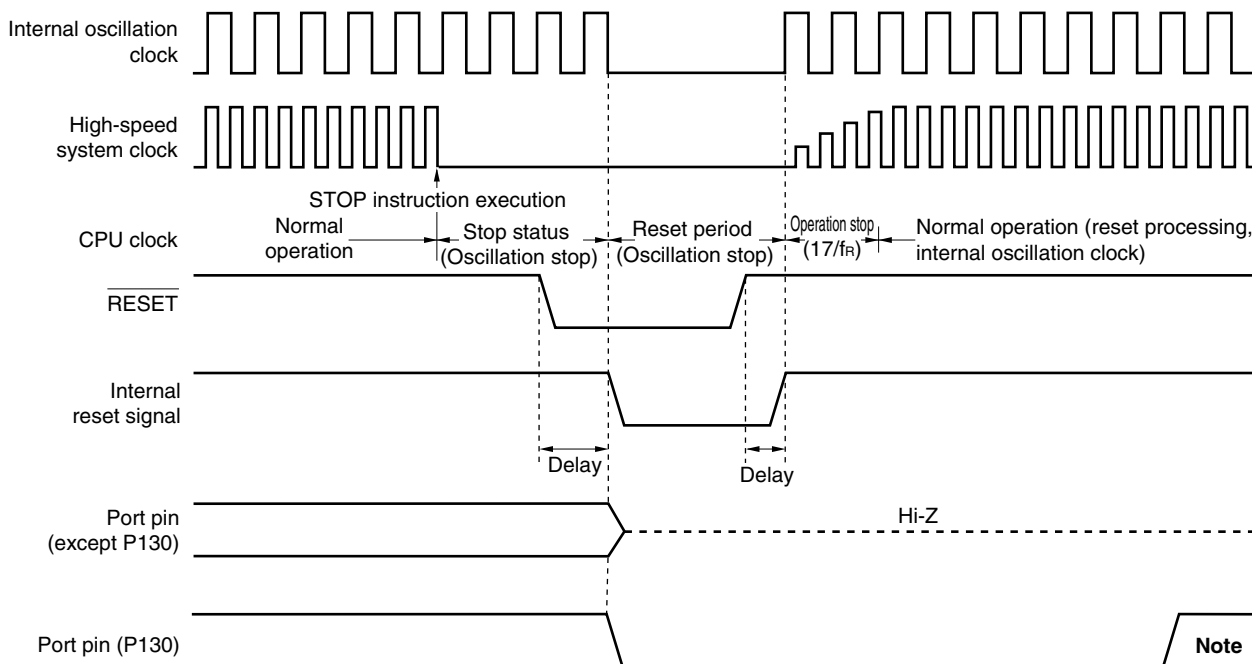 Internal oscillation
clock
High-speed
system clock
STOP instruction execution
CPU clock
Normal
operation
Stop status
(Oscillation stop)
Reset period
(Oscillation stop)
Operation stop
(17/fR)
Normal operation (reset processing,
internal oscillation clock)
RESET
Internal
reset signal
Delay
Delay
Port pin
(except P130)
Hi-Z
Port pin (P130)
Note